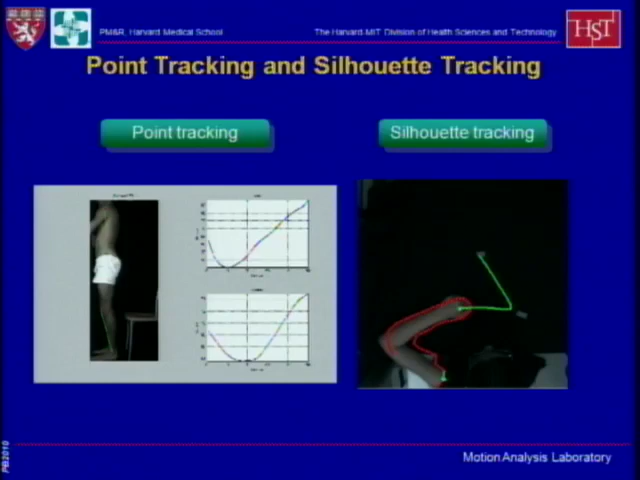 PM&R, Harvard Medical School
The Harvard-MIT Division of Health Sciences and Technology
HST
Point Tracking and Silhouette Tracking
Point tracking
Silhouette tracking
Motion Analysis Laboratory
PB2010